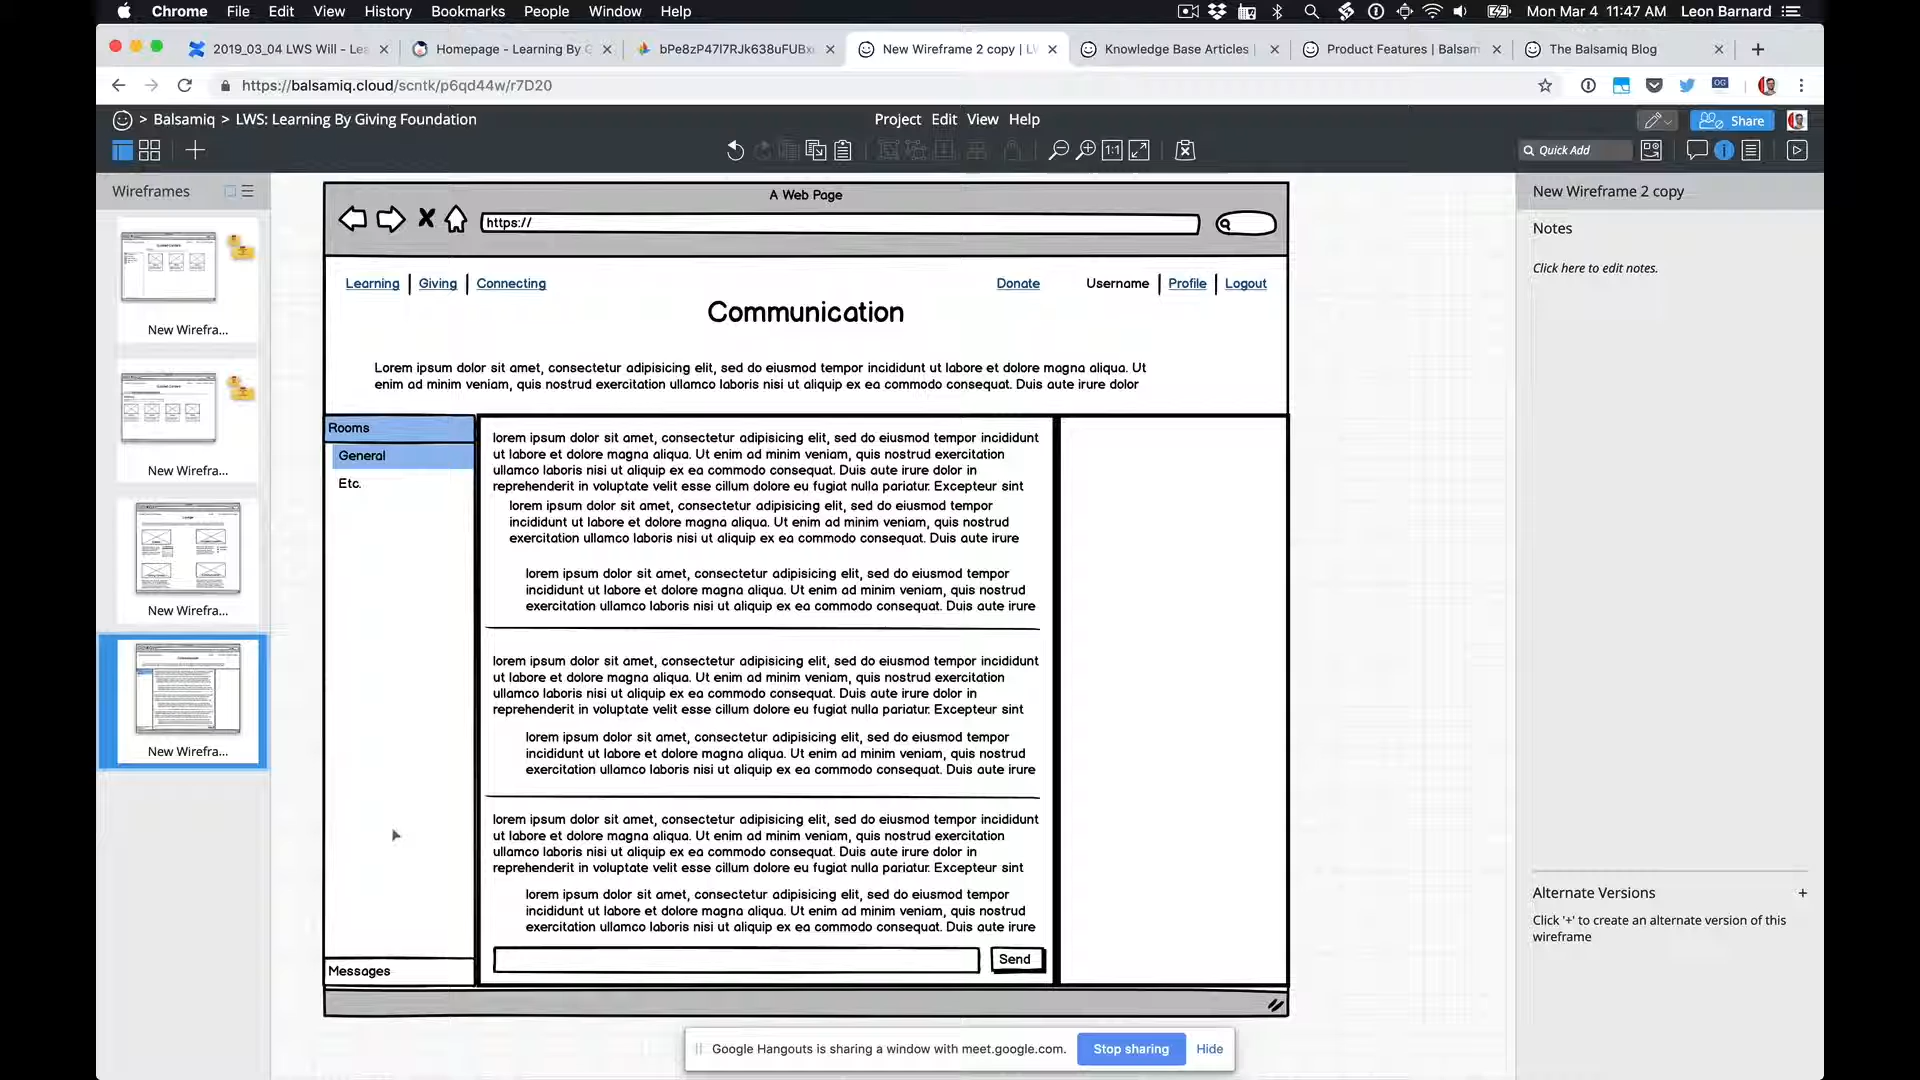 Chrome File Edit View History Bookmarks People Window Help Mon Mar 4 11:47 AM Leon Barnard
2019_03_04 LWS Will - Lea
Homepage - Learning By G
bPe8zP47l7RJk638uFUBx
New Wireframe 2 copy | LW
Knowledge Base Articles |
Product Features | Balsam
The Balsamiq Blog
https://balsamiq.cloud/scntk/p6qd44w/r7D20
> Balsamiq > LWS: Learning By Giving Foundation
Project Edit View Help
Share
1:1
Quick Add
Wireframes
New Wirefra...
New Wirefra...
New Wirefra...
New Wirefra...
A Web Page
https://
Learning | Giving | Connecting
Donate
Username | Profile | Logout
Communication
Lorem ipsum dolor sit amet, consectetur adipisicing elit, sed do eiusmod tempor incididunt ut labore et dolore magna aliqua. Ut
enim ad minim veniam, quis nostrud exercitation ullamco laboris nisi ut aliquip ex ea commodo consequat. Duis aute irure dolor
Rooms
General
Etc.
Messages
lorem ipsum dolor sit amet, consectetur adipisicing elit, sed do eiusmod tempor incididunt
ut labore et dolore magna aliqua. Ut enim ad minim veniam, quis nostrud exercitation
ullamco laboris nisi ut aliquip ex ea commodo consequat. Duis aute irure dolor in
reprehenderit in voluptate velit esse cillum dolore eu fugiat nulla pariatur. Excepteur sint
lorem ipsum dolor sit amet, consectetur adipisicing elit, sed do eiusmod tempor
incididunt ut labore et dolore magna aliqua. Ut enim ad minim veniam, quis nostrud
exercitation ullamco laboris nisi ut aliquip ex ea commodo consequat. Duis aute irure
lorem ipsum dolor sit amet, consectetur adipisicing elit, sed do eiusmod tempor
incididunt ut labore et dolore magna aliqua. Ut enim ad minim veniam, quis nostrud
exercitation ullamco laboris nisi ut aliquip ex ea commodo consequat. Duis aute irure
lorem ipsum dolor sit amet, consectetur adipisicing elit, sed do eiusmod tempor incididunt
ut labore et dolore magna aliqua. Ut enim ad minim veniam, quis nostrud exercitation
ullamco laboris nisi ut aliquip ex ea commodo consequat. Duis aute irure dolor in
reprehenderit in voluptate velit esse cillum dolore eu fugiat nulla pariatur. Excepteur sint
lorem ipsum dolor sit amet, consectetur adipisicing elit, sed do eiusmod tempor
incididunt ut labore et dolore magna aliqua. Ut enim ad minim veniam, quis nostrud
exercitation ullamco laboris nisi ut aliquip ex ea commodo consequat. Duis aute irure
lorem ipsum dolor sit amet, consectetur adipisicing elit, sed do eiusmod tempor incididunt
ut labore et dolore magna aliqua. Ut enim ad minim veniam, quis nostrud exercitation
ullamco laboris nisi ut aliquip ex ea commodo consequat. Duis aute irure dolor in
reprehenderit in voluptate velit esse cillum dolore eu fugiat nulla pariatur. Excepteur sint
lorem ipsum dolor sit amet, consectetur adipisicing elit, sed do eiusmod tempor
incididunt ut labore et dolore magna aliqua. Ut enim ad minim veniam, quis nostrud
exercitation ullamco laboris nisi ut aliquip ex ea commodo consequat. Duis aute irure
Send
New Wireframe 2 copy
Notes
Click here to edit notes.
Alternate Versions +
Click '+' to create an alternate version of this
wireframe
Google Hangouts is sharing a window with meet.google.com. Stop sharing Hide